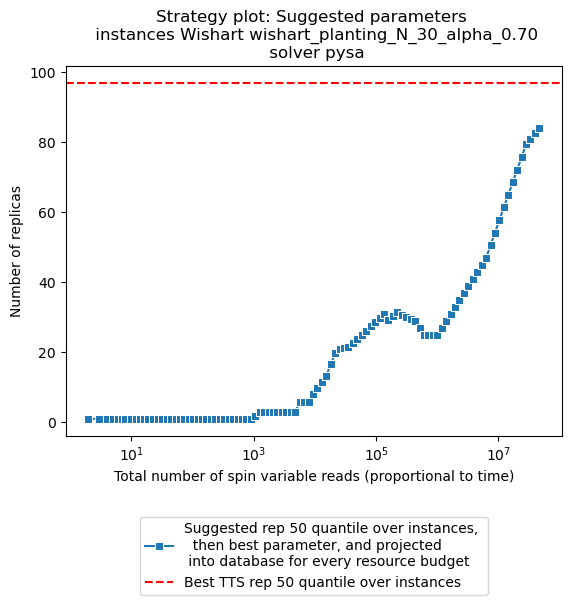 Strategy plot: Suggested parameters
instances Wishart wishart_planting_N_30_alpha_0.70
solver pysa
100
80
60
40
20
0
Number of replicas
10^1 10^3 10^5 10^7
Total number of spin variable reads (proportional to time)
Suggested rep 50 quantile over instances,
then best parameter, and projected
into database for every resource budget
Best TTS rep 50 quantile over instances